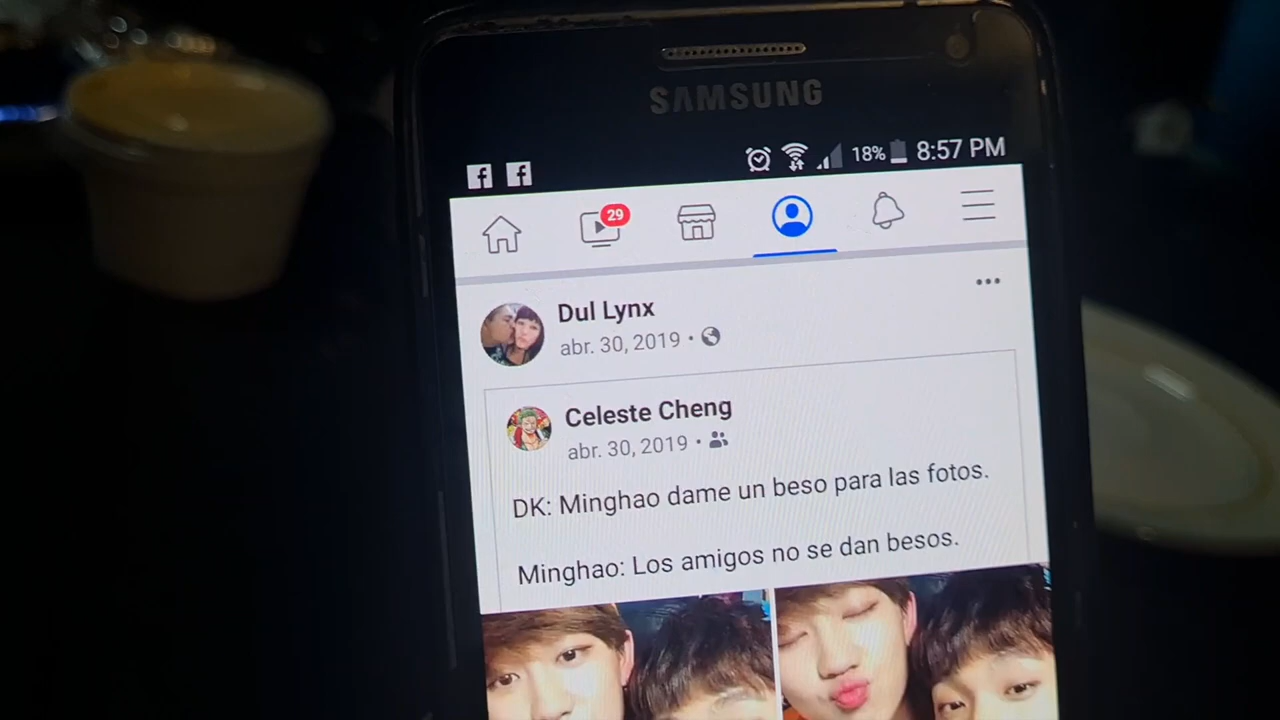 SAMSUNG
18% 8:57 PM
29
Dul Lynx
abr. 30, 2019 •
Celeste Cheng
abr. 30, 2019 •
DK: Minghao dame un beso para las fotos.
Minghao: Los amigos no se dan besos.